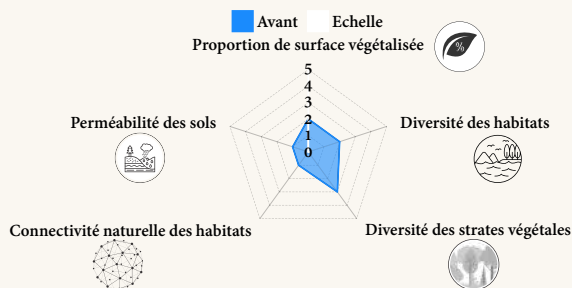 Avant Echelle
Proportion de surface végétalisée
%
5
4
3
2
1
0
Perméabilité des sols
Diversité des habitats
Connectivité naturelle des habitats
Diversité des strates végétales